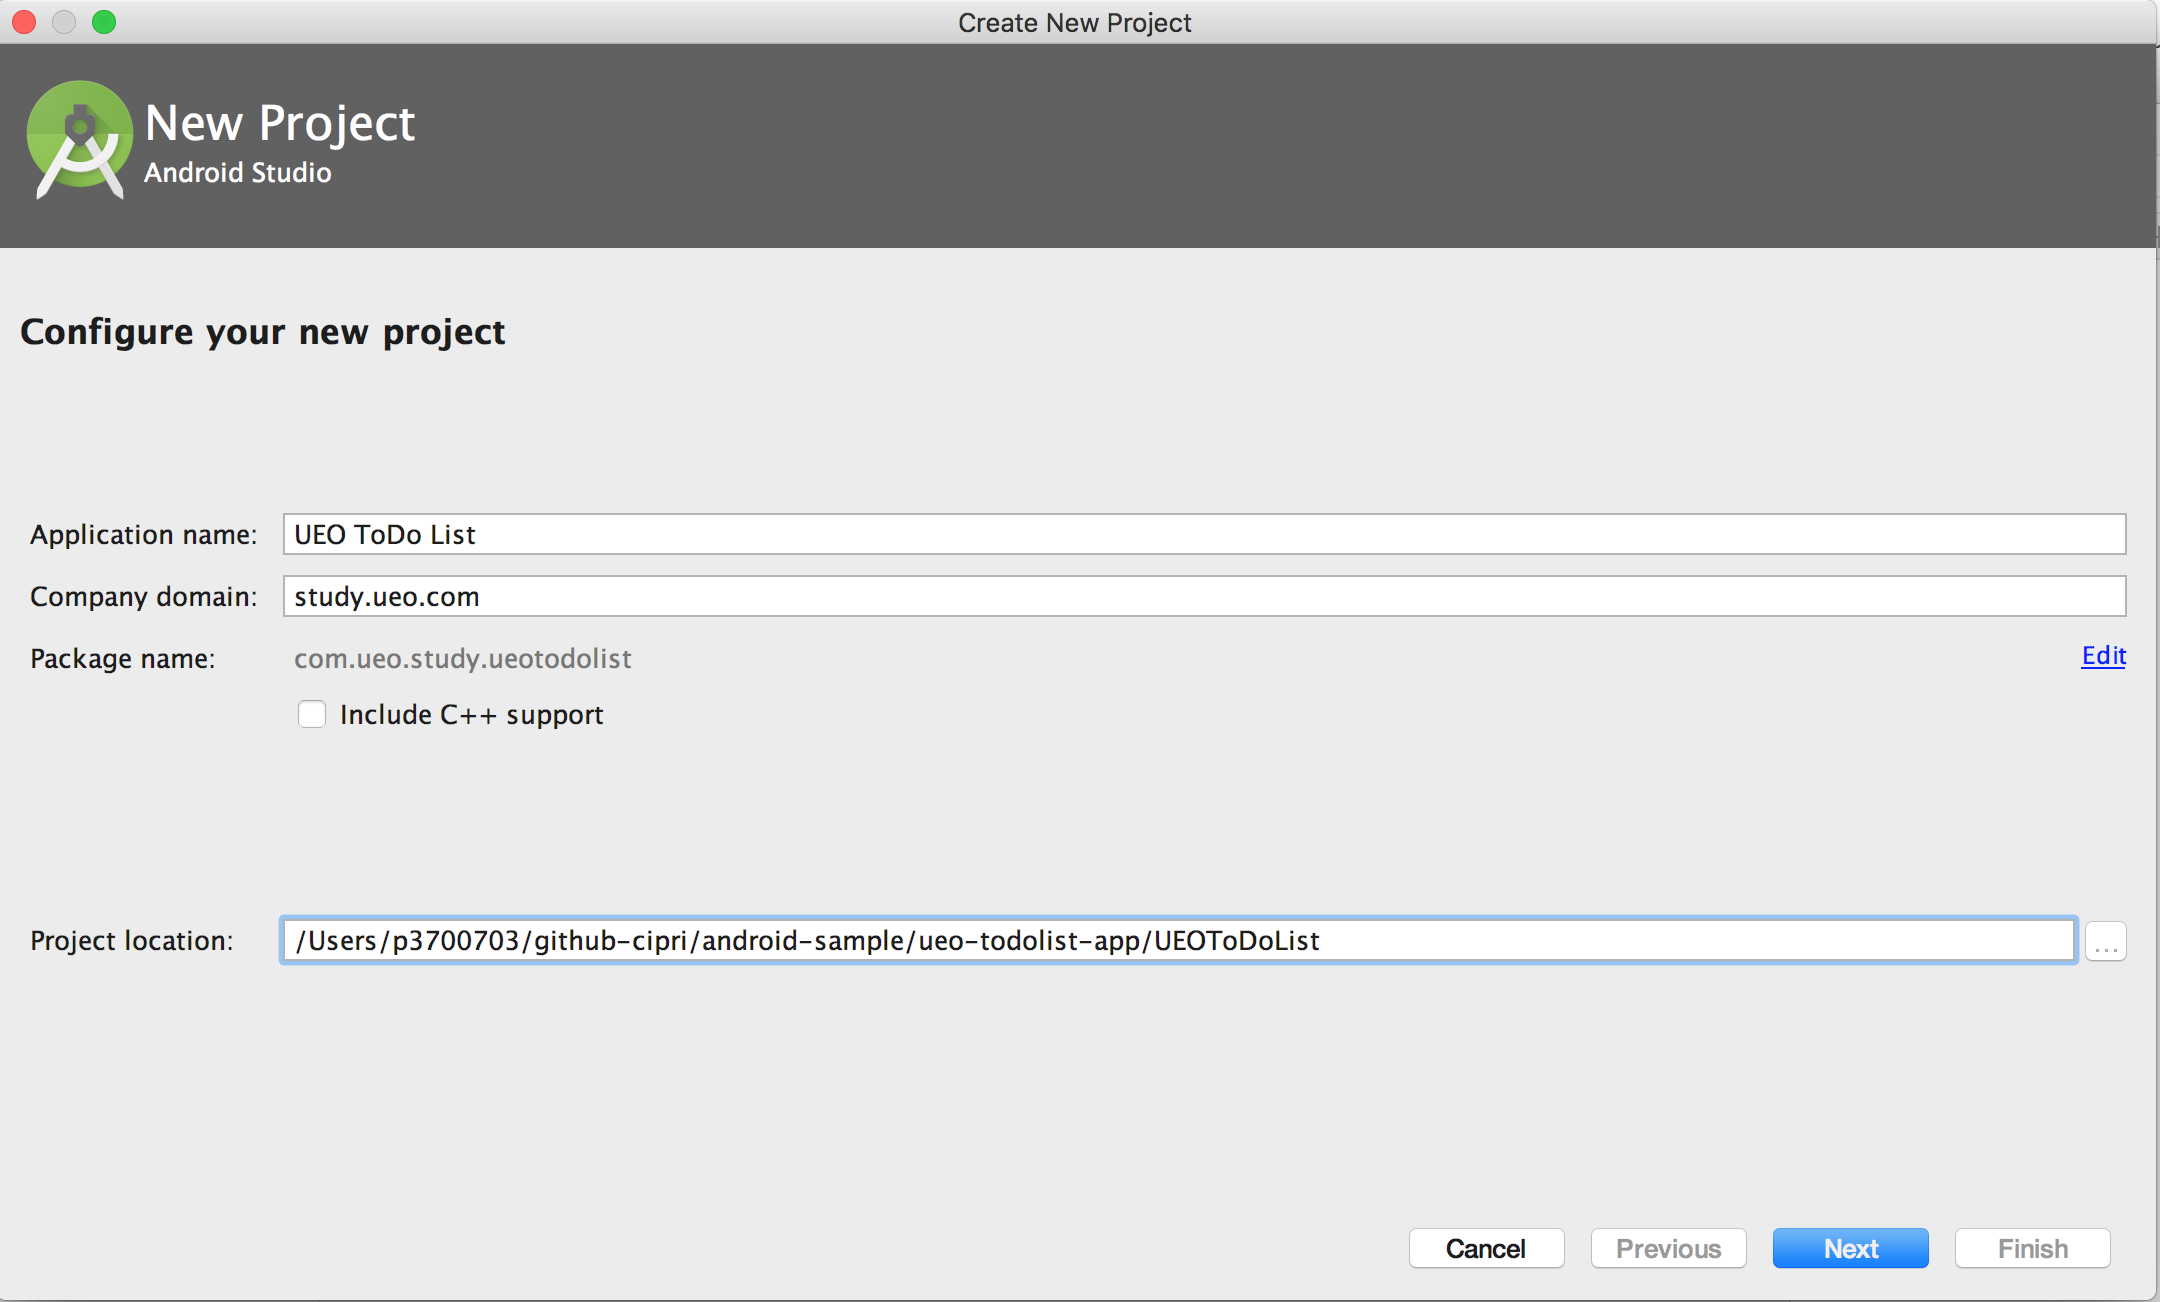 Create New Project
New Project
Android Studio
Configure your new project
Application name: UEO ToDo List
Company domain: study.ueo.com
Package name: com.ueo.study.ueotodolist Edit
Include C++ support
Project location: /Users/p3700703/github-cipri/android-sample/ueo-todolist-app/UEOToDoList ...
Cancel Previous Next Finish